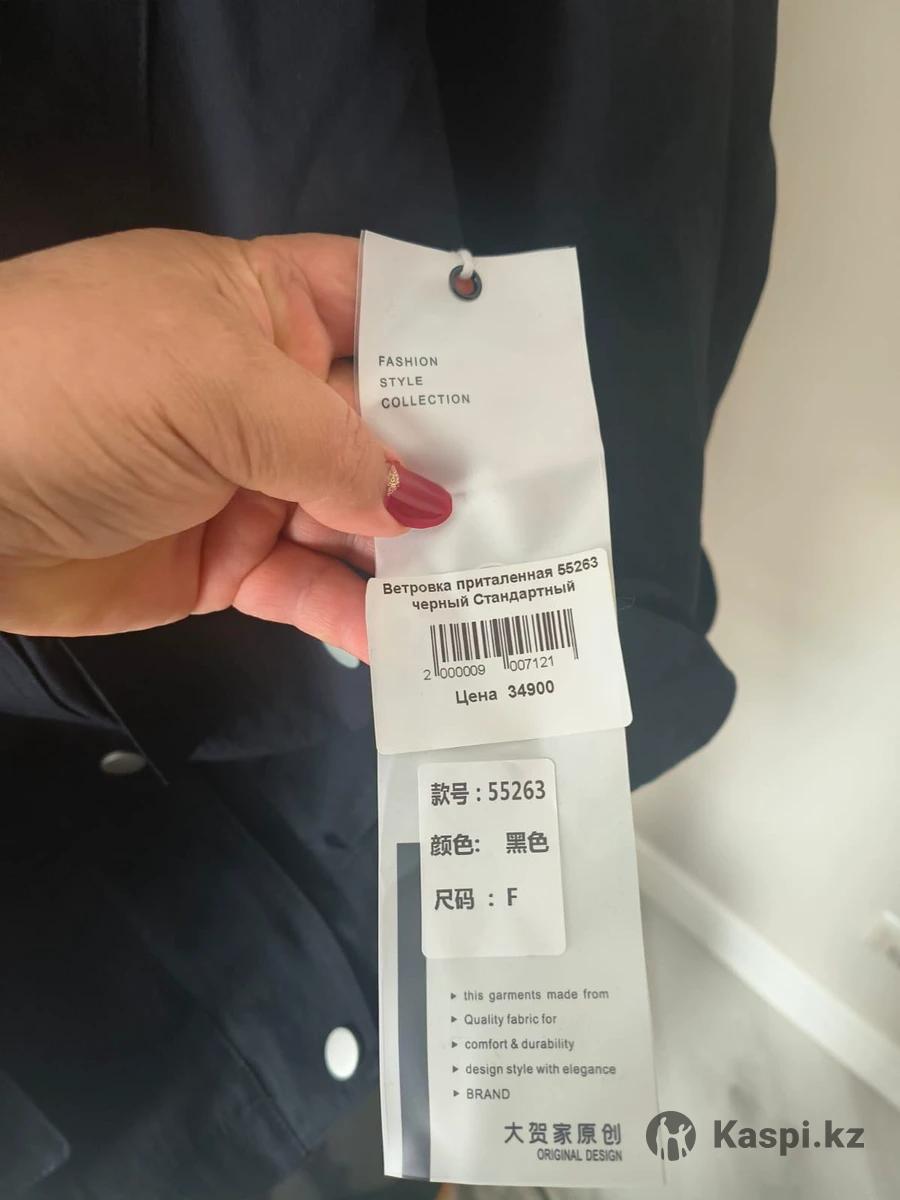 FASHION
STYLE
COLLECTION
Ветровка приталенная 55263
черный Стандартный
2 000009 007121
Цена 34900
款号 : 55263
颜色: 黑色
尺码 : F
this garments made from
Quality fabric for
comfort & durability
design style with elegance
BRAND
大贺家原创
ORIGINAL DESIGN
Kaspi.kz